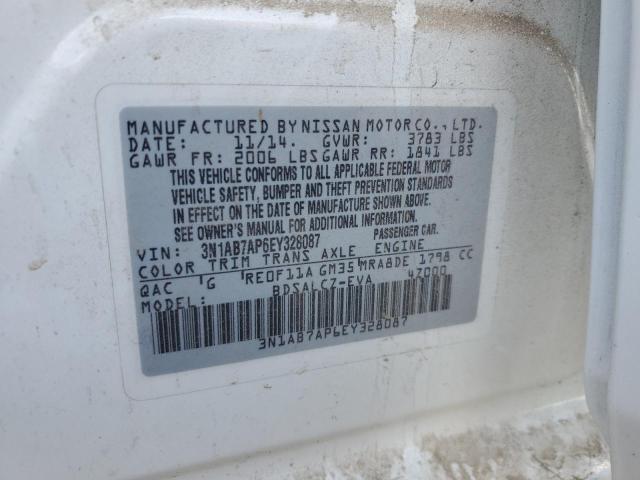 MANUFACTURED BY NISSAN MOTOR CO., LTD.
DATE: 11/14. GVWR: 3783 LBS
GAWR FR: 2006 LBS GAWR RR: 1841 LBS
THIS VEHICLE CONFORMS TO ALL APPLICABLE FEDERAL MOTOR
VEHICLE SAFETY, BUMPER AND THEFT PREVENTION STANDARDS
IN EFFECT ON THE DATE OF MANUFACTURE SHOWN ABOVE.
SEE OWNER'S MANUAL FOR ADDITIONAL INFORMATION.
VIN: 3N1AB7AP6EY328087 PASSENGER CAR.
COLOR TRIM TRANS AXLE ENGINE
QAC G RE0F11A GM35 MRA8DE 1798 CC
MODEL: BDSALCZ-EVA 47000
3N1AB7AP6EY328087